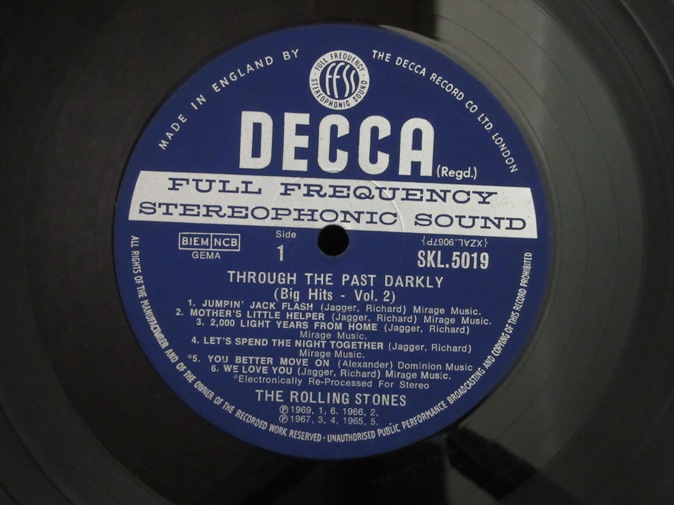 MADE IN ENGLAND BY THE DECCA RECORD CO LTD. LONDON
FULL FREQUENCY
FFSS
STEREOPHONIC SOUND
DECCA (Regd.)
FULL FREQUENCY
STEREOPHONIC SOUND
BIEM NCB
GEMA
Side
1
(XZAL.9067P)
SKL.5019
THROUGH THE PAST DARKLY
(Big Hits - Vol. 2)
1. JUMPIN' JACK FLASH (Jagger, Richard) Mirage Music.
2. MOTHER'S LITTLE HELPER (Jagger, Richard) Mirage Music.
3. 2,000 LIGHT YEARS FROM HOME (Jagger, Richard)
Mirage Music.
4. LET'S SPEND THE NIGHT TOGETHER (Jagger, Richard)
Mirage Music.
*5. YOU BETTER MOVE ON (Alexander) Dominion Music
6. WE LOVE YOU (Jagger, Richard) Mirage Music.
*Electronically Re-Processed For Stereo
THE ROLLING STONES
℗ 1969, 1, 6. 1966, 2.
℗ 1967, 3, 4. 1965, 5.
ALL RIGHTS OF THE MANUFACTURER AND OF THE OWNER OF THE RECORDED WORK RESERVED · UNAUTHORISED PUBLIC PERFORMANCE BROADCASTING AND COPYING OF THIS RECORD PROHIBITED